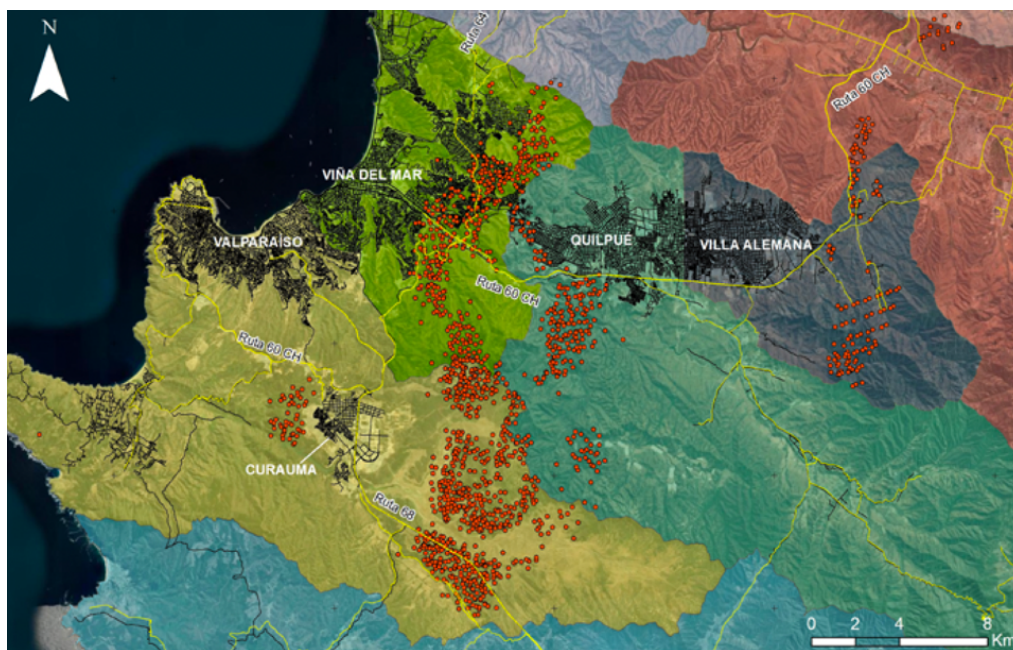 N
Ruta 64
Ruta 60 CH
VIÑA DEL MAR
VALPARAÍSO
QUILPUÉ
VILLA ALEMANA
Ruta 60 CH
Ruta 60 CH
CURAUMA
Ruta 68
0 2 4 8
Km